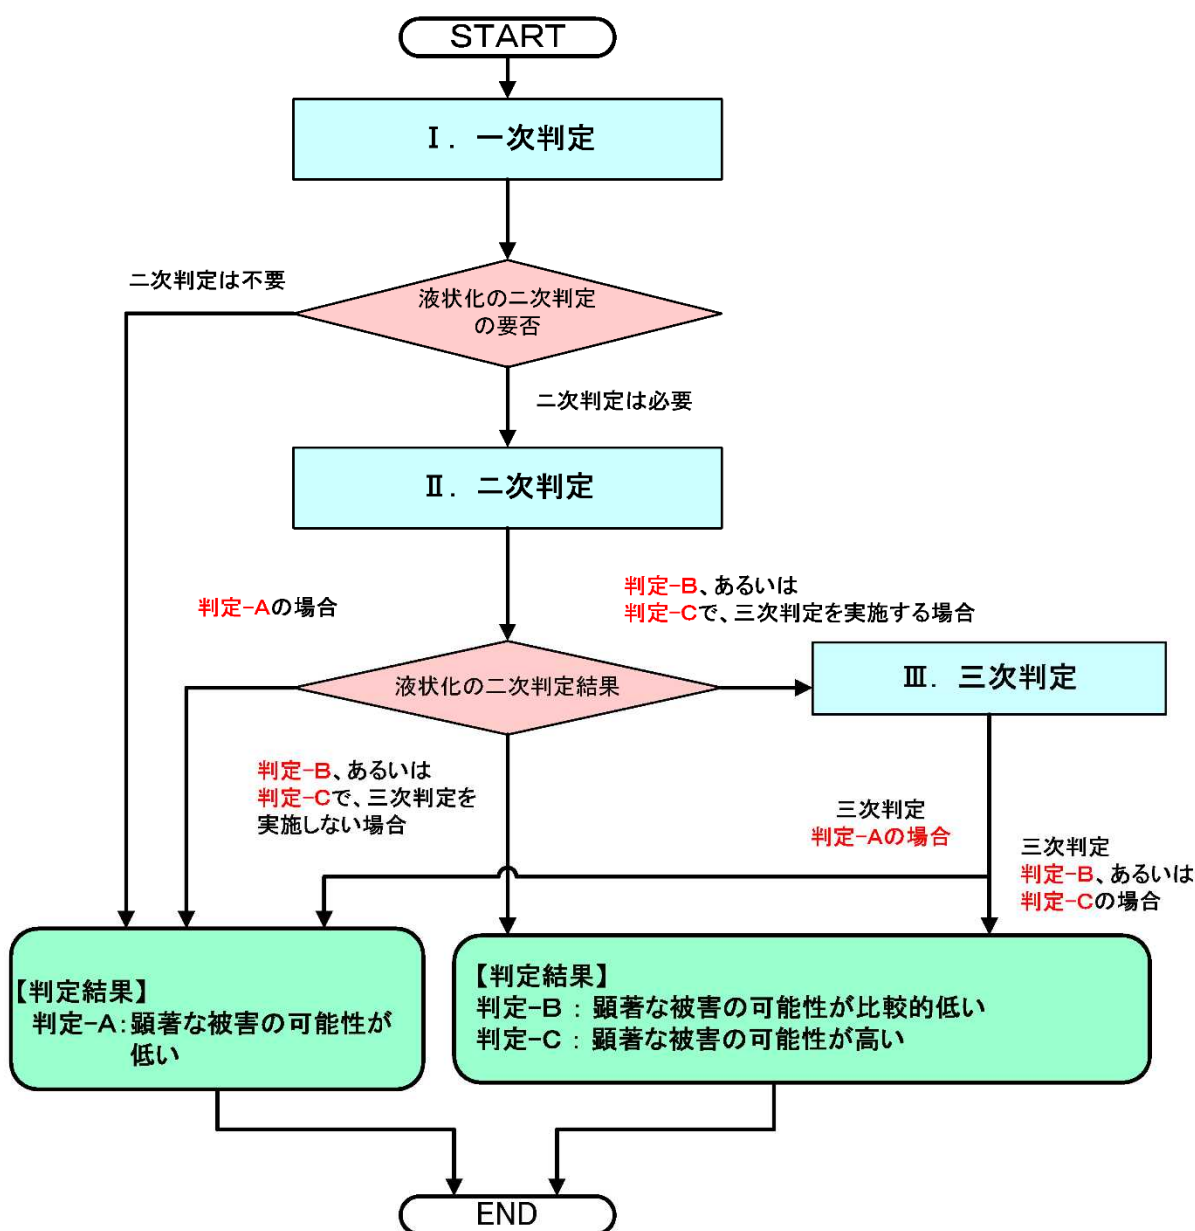 START
Ⅰ. 一次判定
二次判定は不要
液状化の二次判定
の要否
二次判定は必要
Ⅱ. 二次判定
判定-Aの場合
判定-B、あるいは
判定-Cで、三次判定を実施する場合
液状化の二次判定結果
Ⅲ. 三次判定
判定-B、あるいは
判定-Cで、三次判定を
実施しない場合
三次判定
判定-Aの場合
三次判定
判定-B、あるいは
判定-Cの場合
【判定結果】
判定-A:顕著な被害の可能性が
低い
【判定結果】
判定-B : 顕著な被害の可能性が比較的低い
判定-C : 顕著な被害の可能性が高い
END